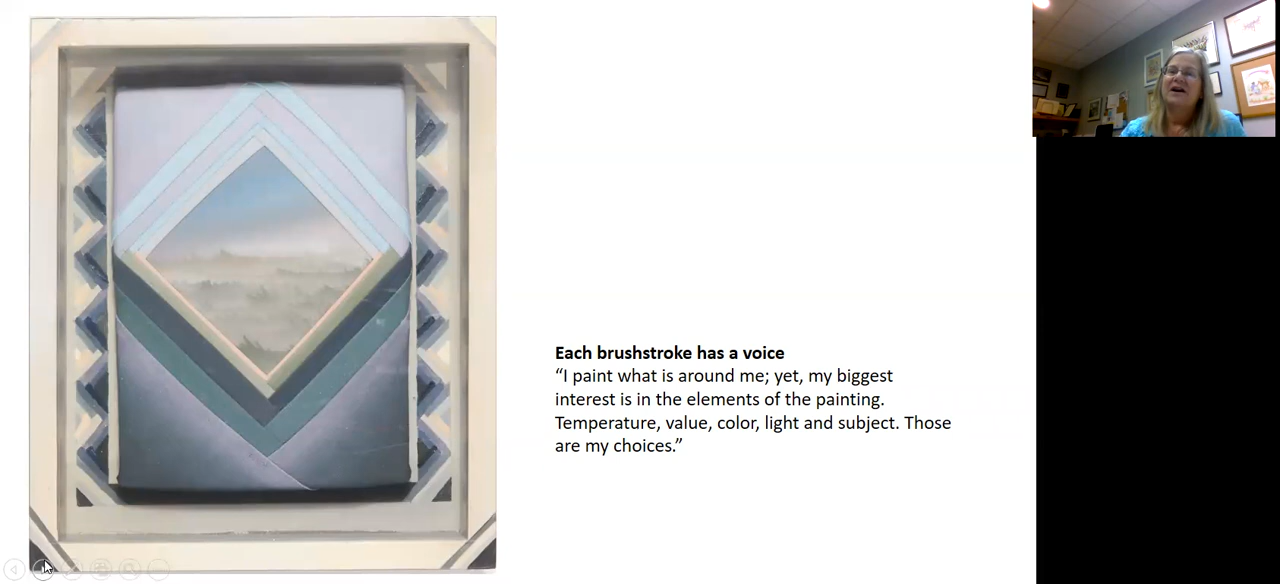 Each brushstroke has a voice
“I paint what is around me; yet, my biggest
interest is in the elements of the painting.
Temperature, value, color, light and subject. Those
are my choices.”